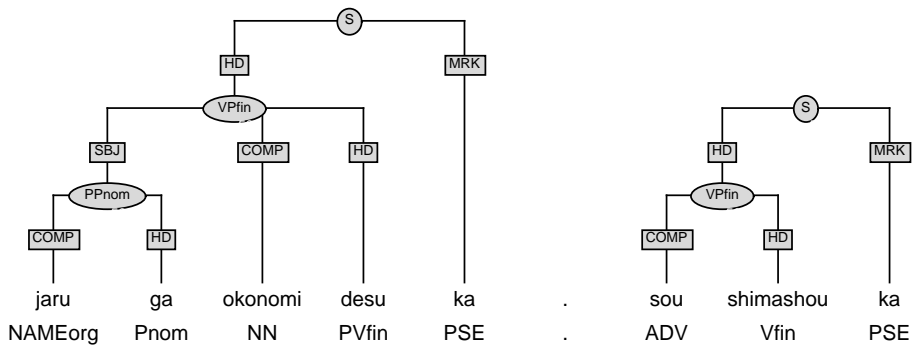 S
HD MRK
VPfin S
SBJ COMP HD HD MRK
PPnom VPfin
COMP HD COMP HD
jaru ga okonomi desu ka . sou shimashou ka
NAMEorg Pnom NN PVfin PSE . ADV Vfin PSE